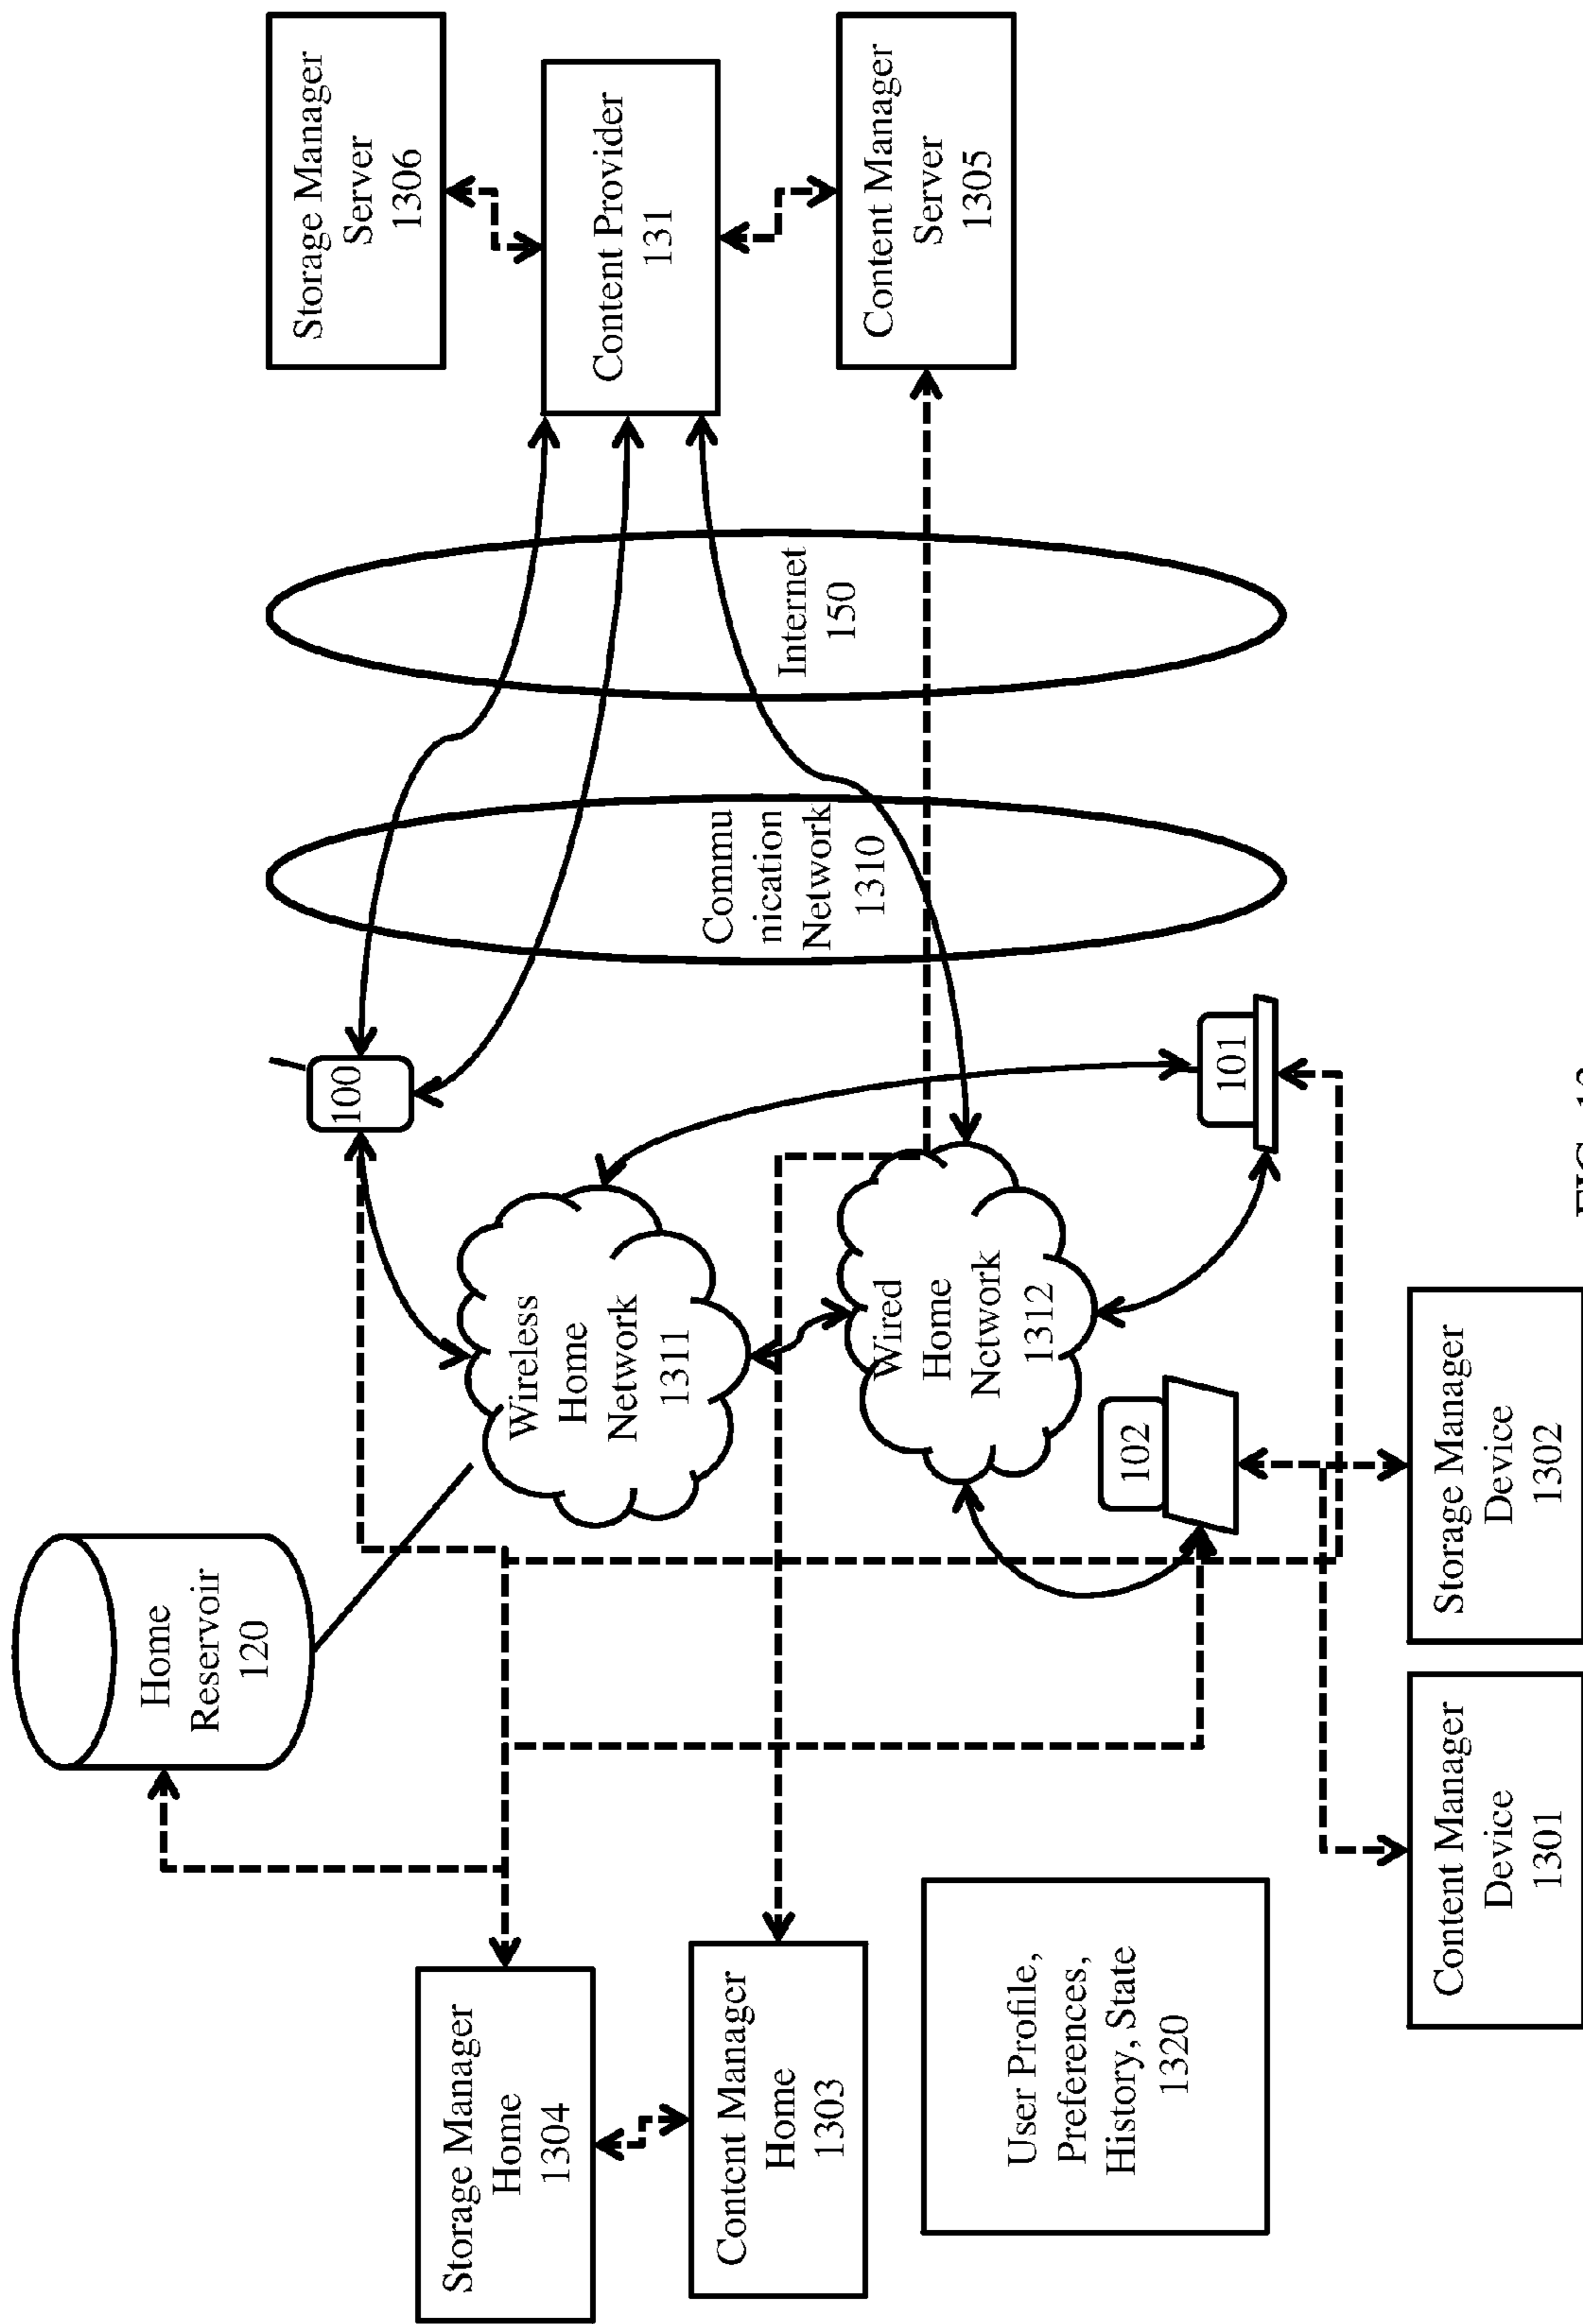 Home
Reservoir
120
Storage Manager
Server
1306
100
Storage Manager
Home
1304
Wireless
Home
Network
1311
Content Provider
131
Content Manager
Home
1303
Commu
nication
Network
1310
Internet
150
Wired
Home
Network
1312
Content Manager
Server
1305
User Profile,
Preferences,
History, State
1320
102
101
Content Manager
Device
1301
Storage Manager
Device
1302
FIG.